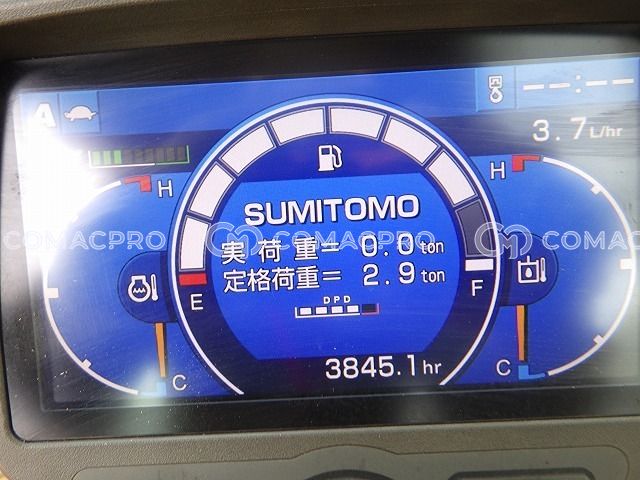 A
--:--
3.7 L/hr
H
H
SUMITOMO
COMACPRO COMACPRO COMACPRO
実荷重= 0.0 ton
定格荷重= 2.9 ton
E
F
DPD
C
3845.1 hr
C